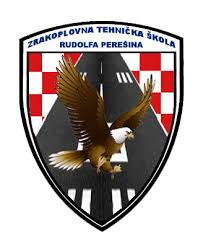 ZRAKOPLOVNA TEHNIČKA ŠKOLA
RUDOLFA PEREŠINA